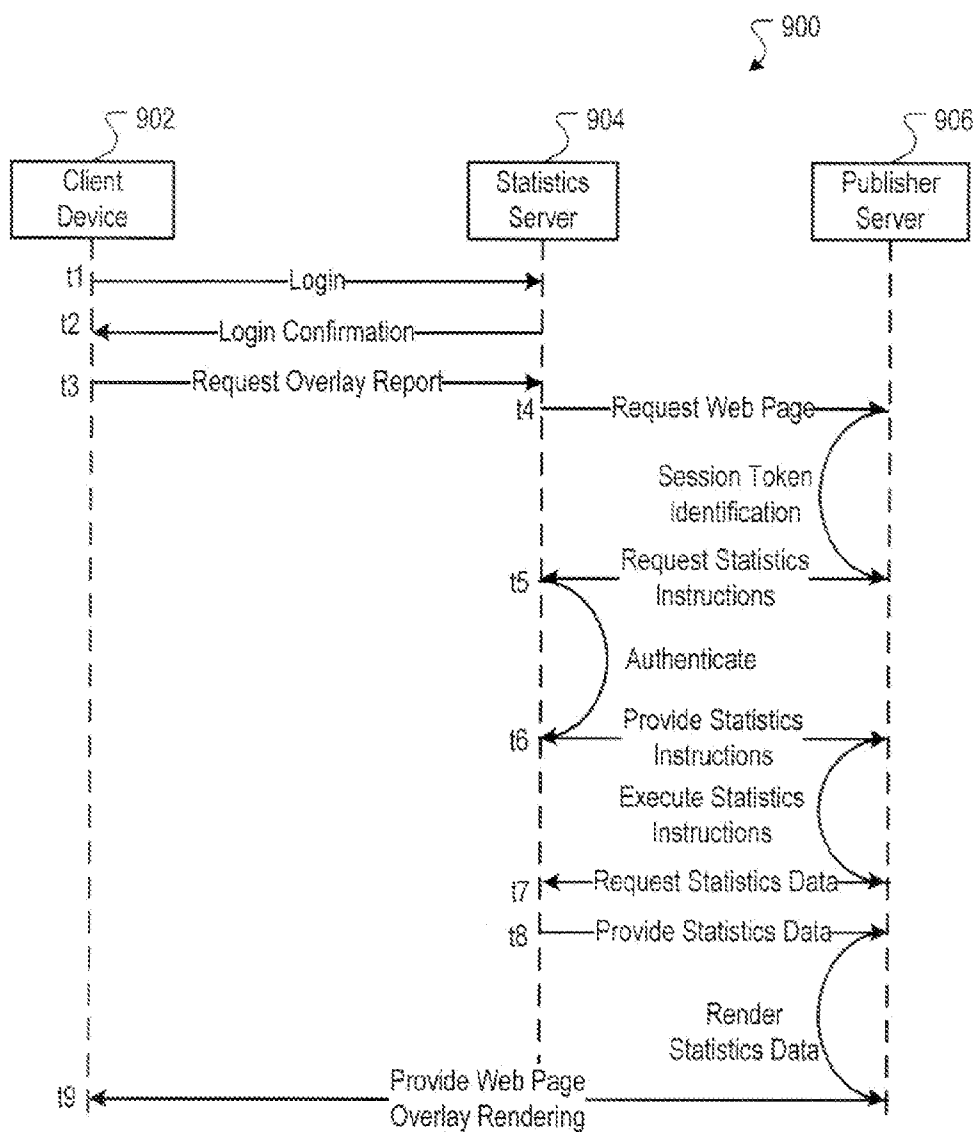 900
902
904
906
Client
Device
Statistics
Server
Publisher
Server
t1
Login
t2
Login Confirmation
t3
Request Overlay Report
t4
Request Web Page
Session Token
Identification
t5
Request Statistics
Instructions
Authenticate
t6
Provide Statistics
Instructions
Execute Statistics
Instructions
t7
Request Statistics Data
t8
Provide Statistics Data
Render
Statistics Data
t9
Provide Web Page
Overlay Rendering